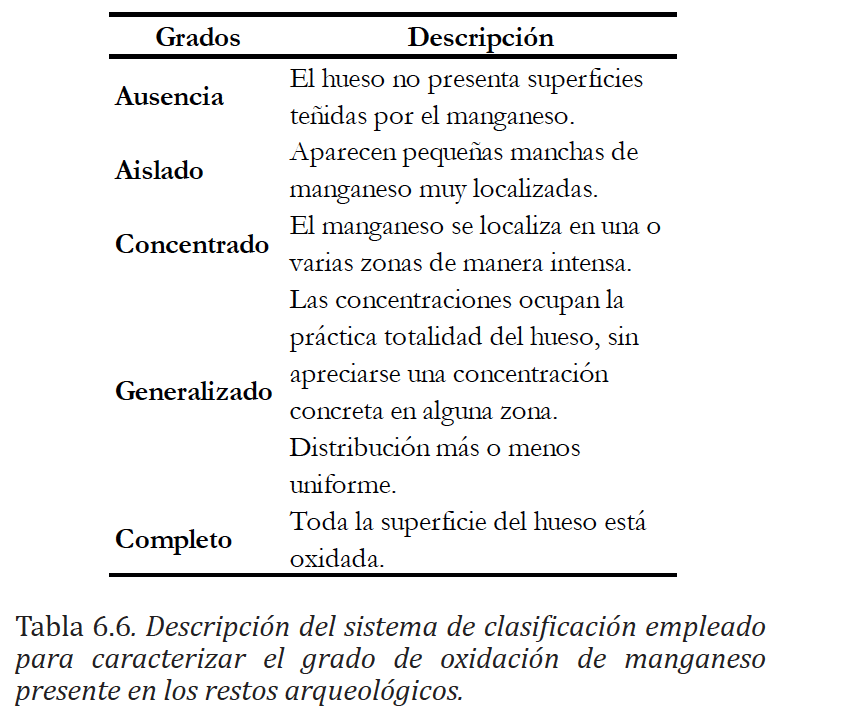 Grados Descripción
El hueso no presenta superficies
Ausencia
teñidas por el manganeso.
Aparecen pequeñas manchas de
Aislado
manganeso muy localizadas.
El manganeso se localiza en una o
Concentrado
varias zonas de manera intensa.
Las concentraciones ocupan la
práctica totalidad del hueso, sin
apreciarse una concentración
Generalizado
concreta en alguna zona.
Distribución más o menos
uniforme.
Toda la superficie del hueso está
Completo
oxidada.
Tabla 6.6. Descripción del sistema de clasificación empleado
para caracterizar el grado de oxidación de manganeso
presente en los restos arqueológicos.